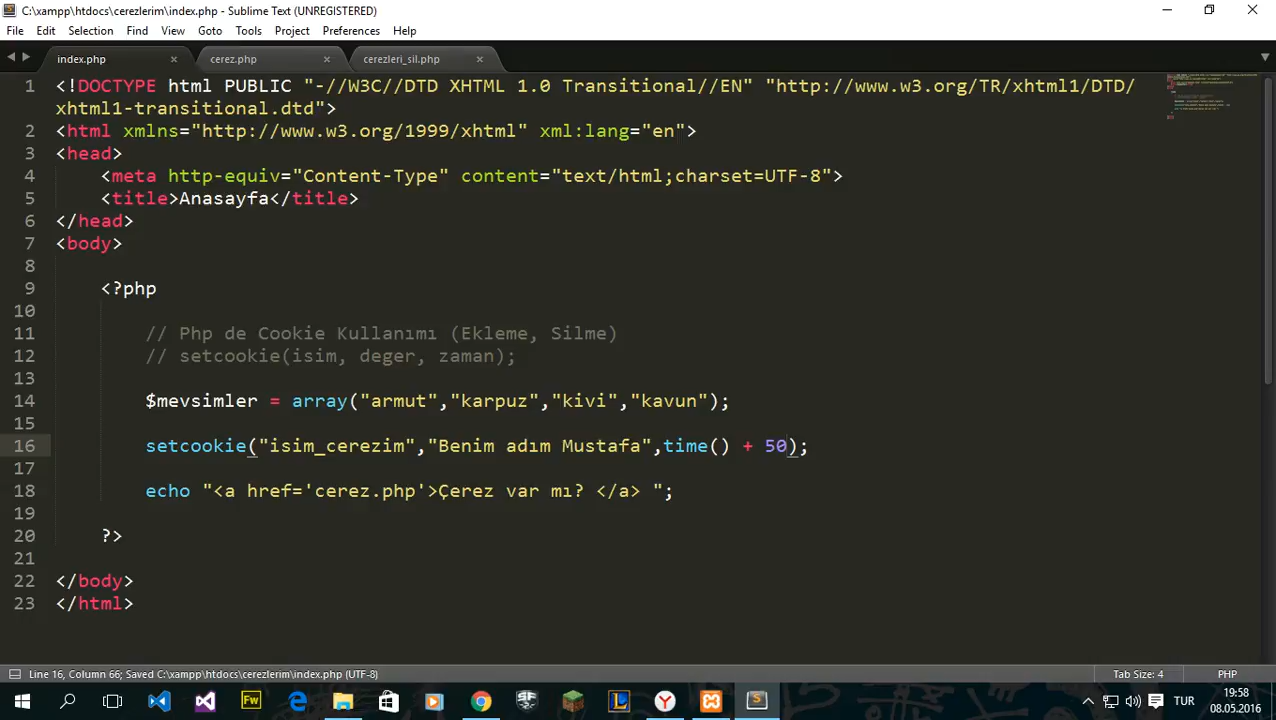 C:\xampp\htdocs\cerezlerim\index.php - Sublime Text (UNREGISTERED)
File Edit Selection Find View Goto Tools Project Preferences Help
index.php cerez.php cerezleri_sil.php
1 <!DOCTYPE html PUBLIC "-//W3C//DTD XHTML 1.0 Transitional//EN" "http://www.w3.org/TR/xhtml1/DTD/
xhtml1-transitional.dtd">
2 <html xmlns="http://www.w3.org/1999/xhtml" xml:lang="en">
3 <head>
4 <meta http-equiv="Content-Type" content="text/html;charset=UTF-8">
5 <title>Anasayfa</title>
6 </head>
7 <body>
8
9 <?php
10
11 // Php de Cookie Kullanımı (Ekleme, Silme)
12 // setcookie(isim, deger, zaman);
13
14 $mevsimler = array("armut","karpuz","kivi","kavun");
15
16 setcookie("isim_cerezim","Benim adım Mustafa",time() + 50);
17
18 echo "<a href='cerez.php'>Çerez var mı? </a> ";
19
20 ?>
21
22 </body>
23 </html>
Line 16, Column 66; Saved C:\xampp\htdocs\cerezlerim\index.php (UTF-8) Tab Size: 4 PHP
Fw TUR 19:58
08.05.2016